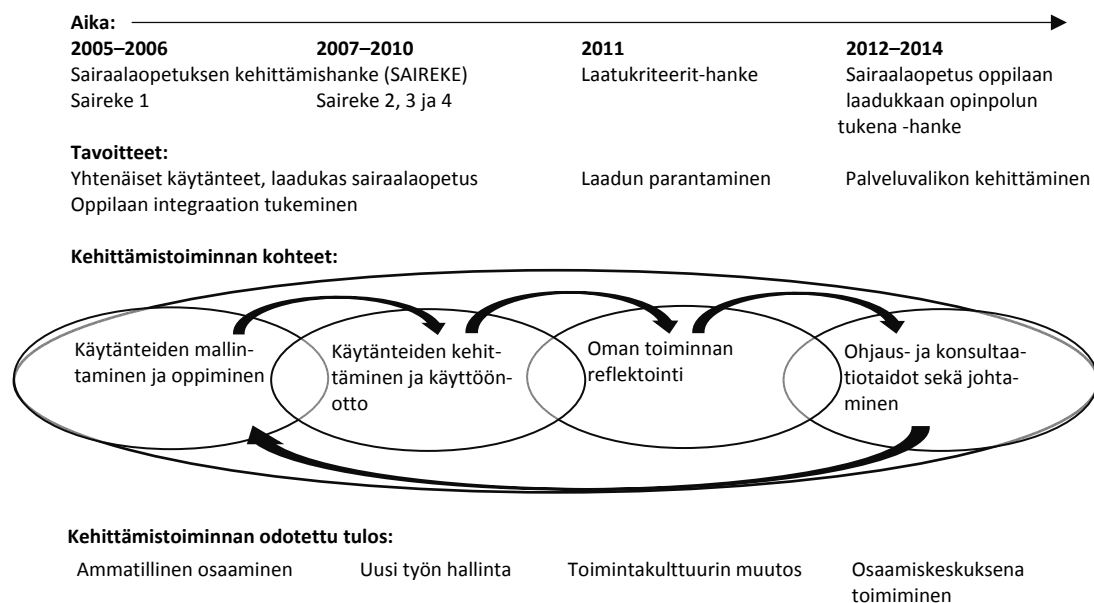 Aika:
2005–2006 2007–2010 2011 2012–2014
Sairaalaopetuksen kehittämishanke (SAIREKE) Laatukriteerit-hanke Sairaalaopetus oppilaan
Saireke 1 Saireke 2, 3 ja 4 laadukkaan opinpolun
tukena -hanke
Tavoitteet:
Yhtenäiset käytänteet, laadukas sairaalaopetus Laadun parantaminen Palveluvalikon kehittäminen
Oppilaan integraation tukeminen
Kehittämistoiminnan kohteet:
Käytänteiden mallin-
taminen ja oppiminen
Käytänteiden kehit-
täminen ja käyttöön-
otto
Oman toiminnan
reflektointi
Ohjaus- ja konsultaa-
tiotaidot sekä johta-
minen
Kehittämistoiminnan odotettu tulos:
Ammatillinen osaaminen Uusi työn hallinta Toimintakulttuurin muutos Osaamiskeskuksena
toimiminen